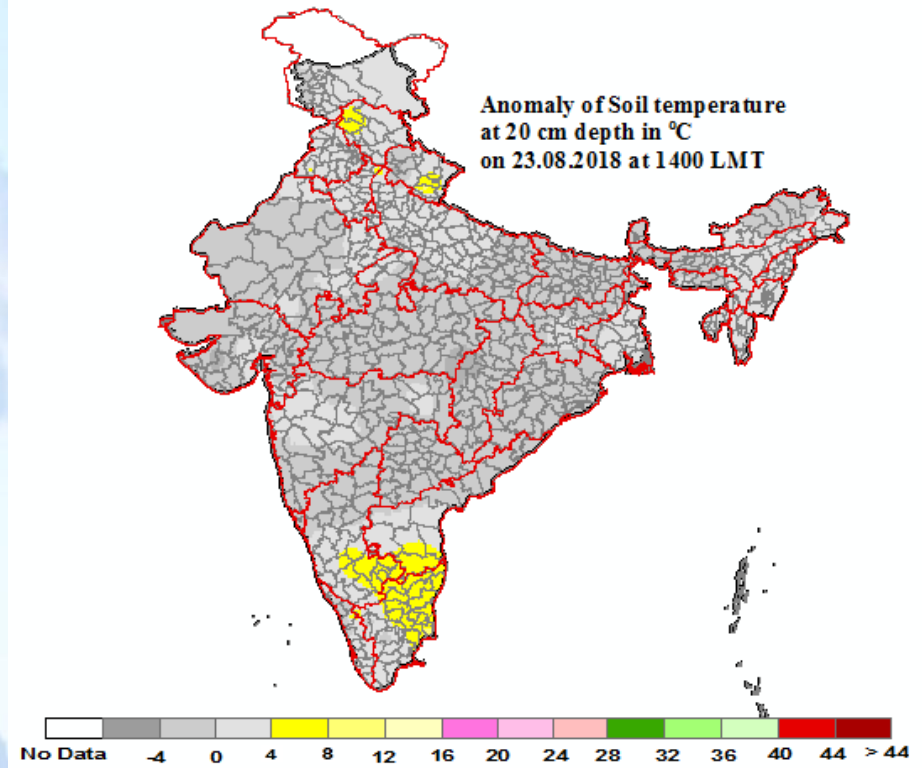 Anomaly of Soil temperature
at 20 cm depth in ⁰C
on 23.08.2018 at 1400 LMT
No Data -4 0 4 8 12 16 20 24 28 32 36 40 44 > 44